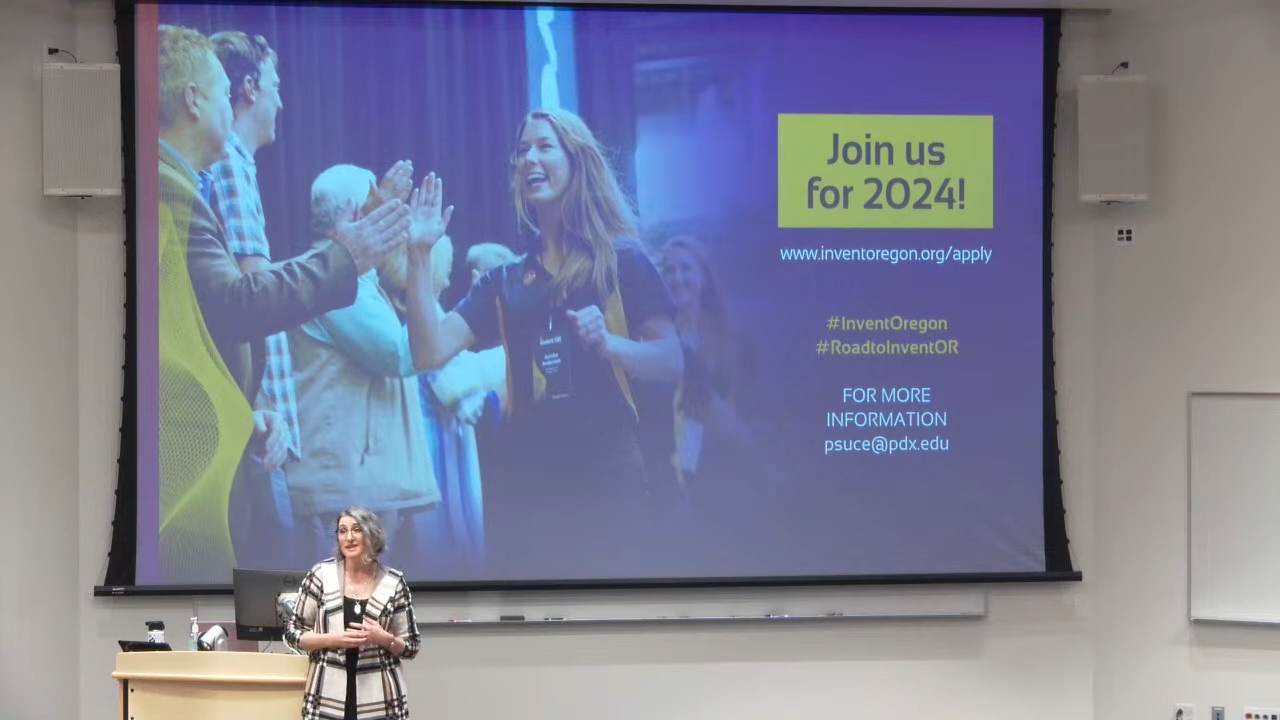 Join us
for 2024!
www.inventoregon.org/apply
#InventOregon
#RoadtoInventOR
FOR MORE
INFORMATION
psuce@pdx.edu